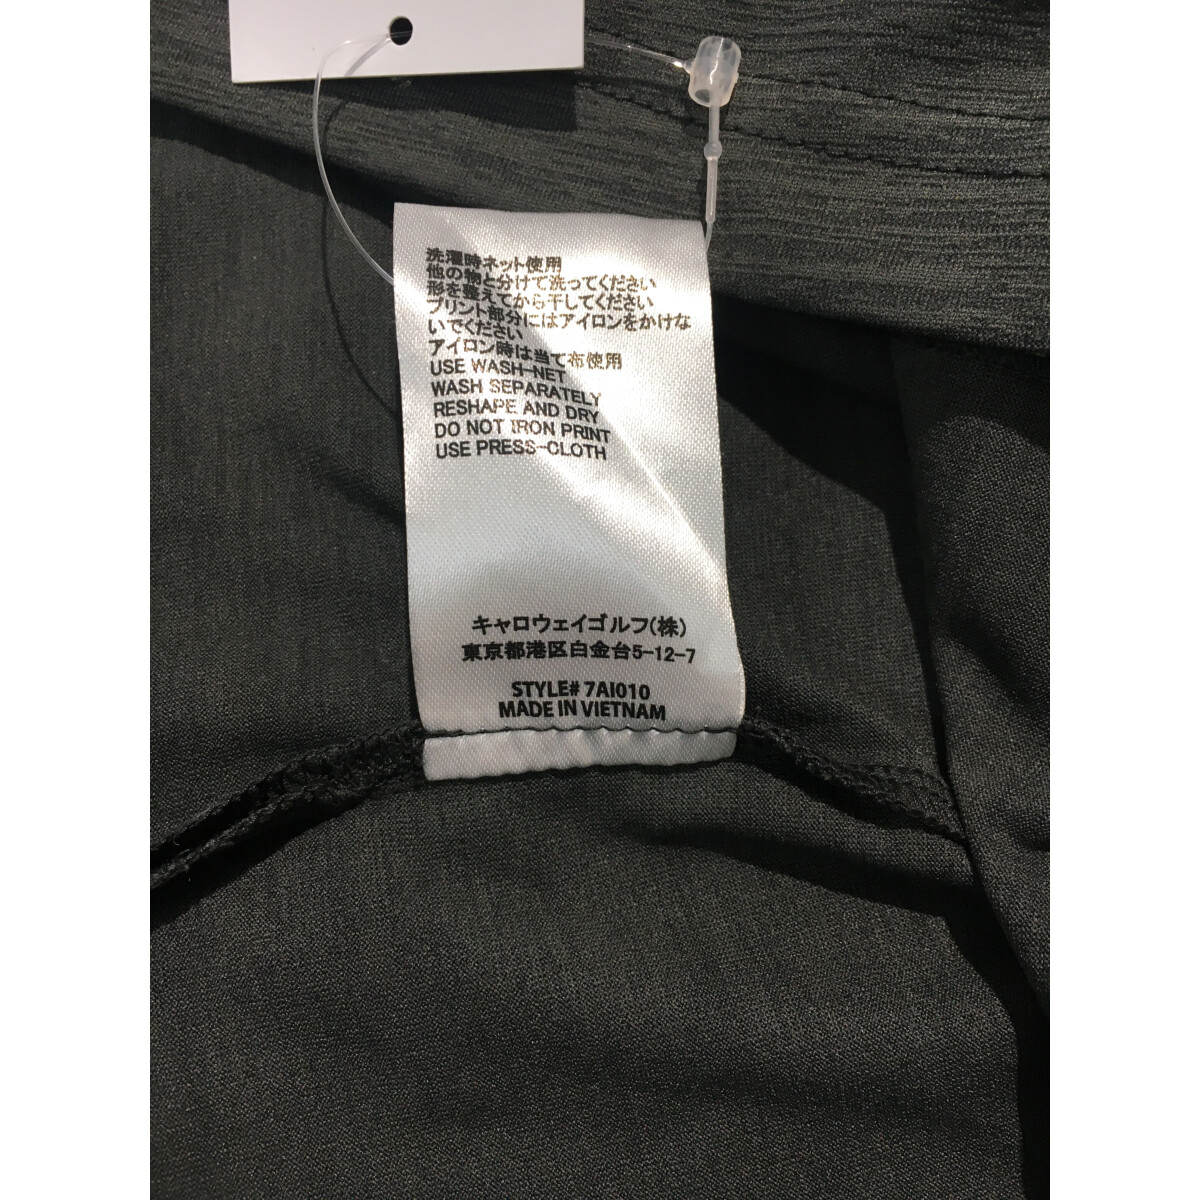 洗濯時ネット使用
他の物と分けて洗ってください
形を整えてから干してください
プリント部分にはアイロンをかけな
いでください
アイロン時は当て布使用
USE WASH-NET
WASH SEPARATELY
RESHAPE AND DRY
DO NOT IRON PRINT
USE PRESS-CLOTH
キャロウェイゴルフ(株)
東京都港区白金台5-12-7
STYLE# 7AI010
MADE IN VIETNAM